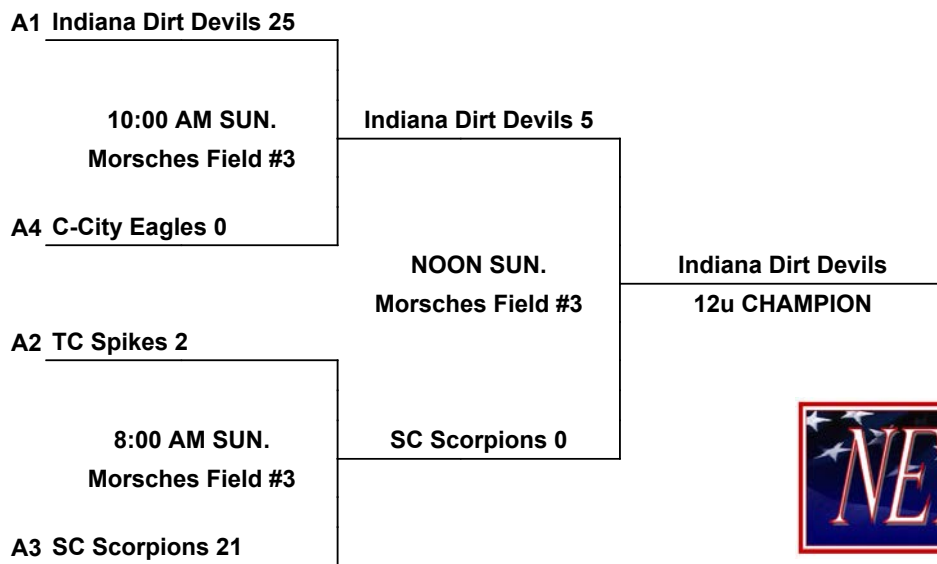 A1 Indiana Dirt Devils 25
10:00 AM SUN.
Morsches Field #3
Indiana Dirt Devils 5
A4 C-City Eagles 0
NOON SUN.
Morsches Field #3
Indiana Dirt Devils
12u CHAMPION
A2 TC Spikes 2
8:00 AM SUN.
Morsches Field #3
SC Scorpions 0
A3 SC Scorpions 21